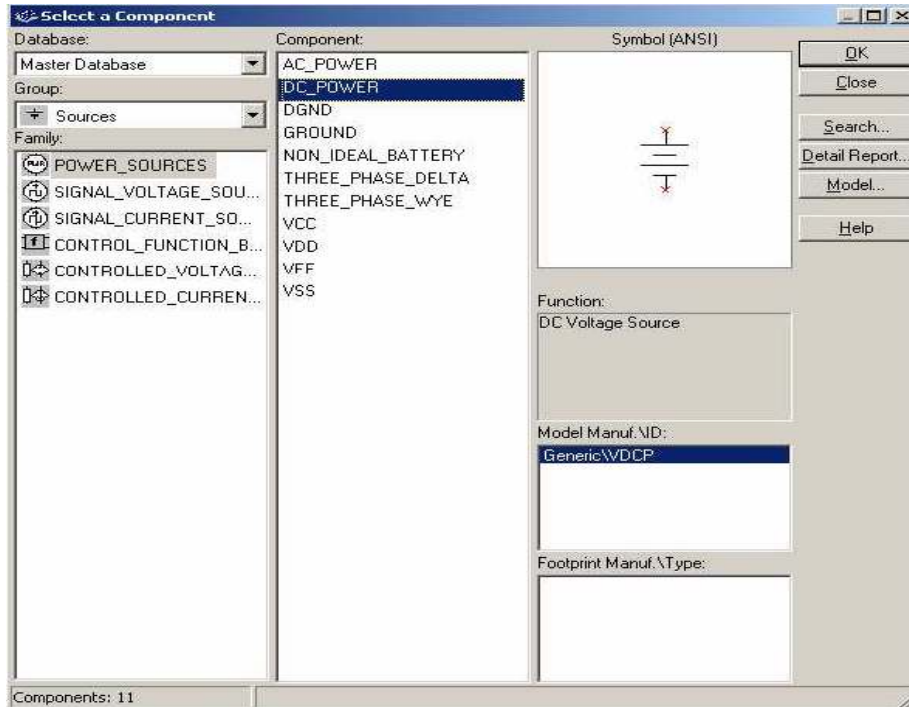 Select a Component
Database:
Master Database
Group:
Sources
Family:
POWER_SOURCES
SIGNAL_VOLTAGE_SOU...
SIGNAL_CURRENT_SO...
CONTROL_FUNCTION_B...
CONTROLLED_VOLTAG...
CONTROLLED_CURREN...
Component:
AC_POWER
DC_POWER
DGND
GROUND
NON_IDEAL_BATTERY
THREE_PHASE_DELTA
THREE_PHASE_WYE
VCC
VDD
VEE
VSS
Symbol (ANSI)
Function:
DC Voltage Source
Model Manuf.\ID:
Generic\VDCP
Footprint Manuf.\Type:
OK
Close
Search...
Detail Report...
Model...
Help
Components: 11